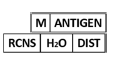 M ANTIGEN
RCNS H₂O DIST